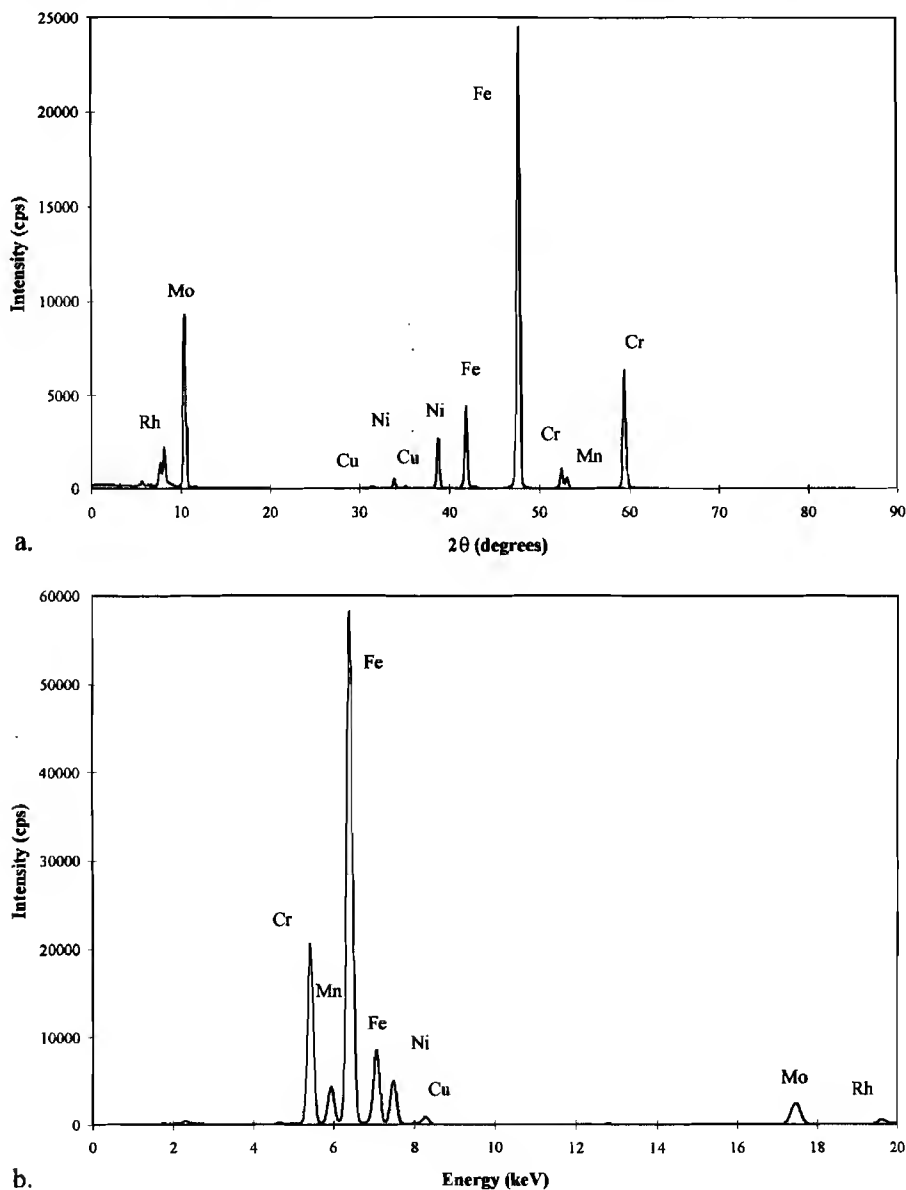 25000
20000
15000
10000
5000
0
Intensity (cps)
Rh
Mo
Cu
Ni
Cu
Ni
Fe
Fe
Cr
Mn
Cr
0 10 20 30 40 50 60 70 80 90
2θ (degrees)
a.
60000
50000
40000
30000
20000
10000
0
Intensity (cps)
Cr
Mn
Fe
Fe
Ni
Cu
Mo
Rh
0 2 4 6 8 10 12 14 16 18 20
Energy (keV)
b.